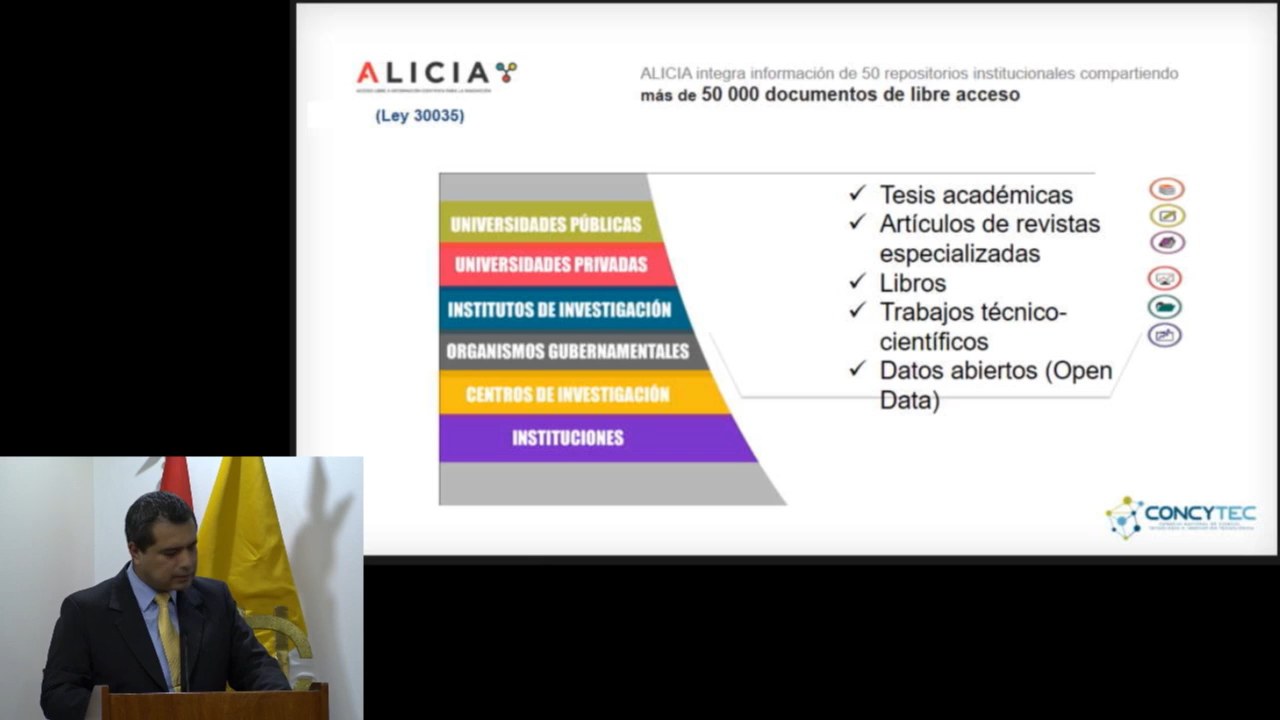 ALICIA
ACCESO LIBRE A INFORMACIÓN CIENTÍFICA PARA LA INNOVACIÓN
(Ley 30035)
ALICIA integra información de 50 repositorios institucionales compartiendo
más de 50 000 documentos de libre acceso
UNIVERSIDADES PÚBLICAS
UNIVERSIDADES PRIVADAS
INSTITUTOS DE INVESTIGACIÓN
ORGANISMOS GUBERNAMENTALES
CENTROS DE INVESTIGACIÓN
INSTITUCIONES
✓ Tesis académicas
✓ Artículos de revistas
especializadas
✓ Libros
✓ Trabajos técnico-
científicos
✓ Datos abiertos (Open
Data)
CONCYTEC